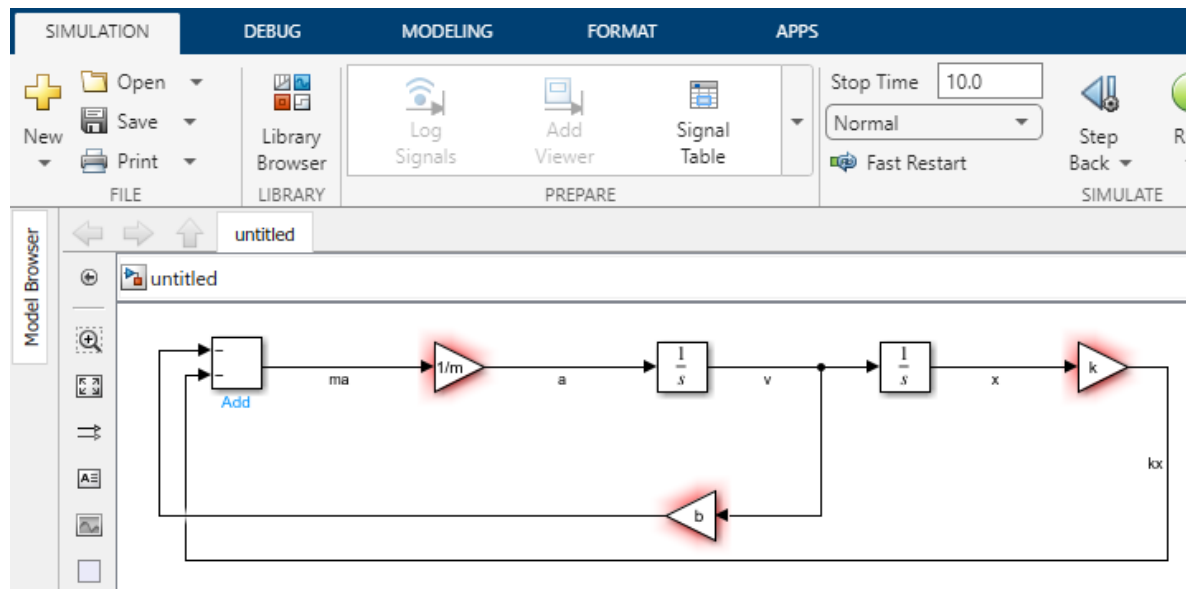 SIMULATION DEBUG MODELING FORMAT APPS
New
Open
Save
Print
FILE
Library
Browser
LIBRARY
Log
Signals
Add
Viewer
Signal
Table
PREPARE
Stop Time 10.0
Normal
Fast Restart
Step
Back
R
SIMULATE
Model Browser
untitled
untitled
A
− −
Add
ma
1/m
a
1
s
v
1
s
x
k
kx
b